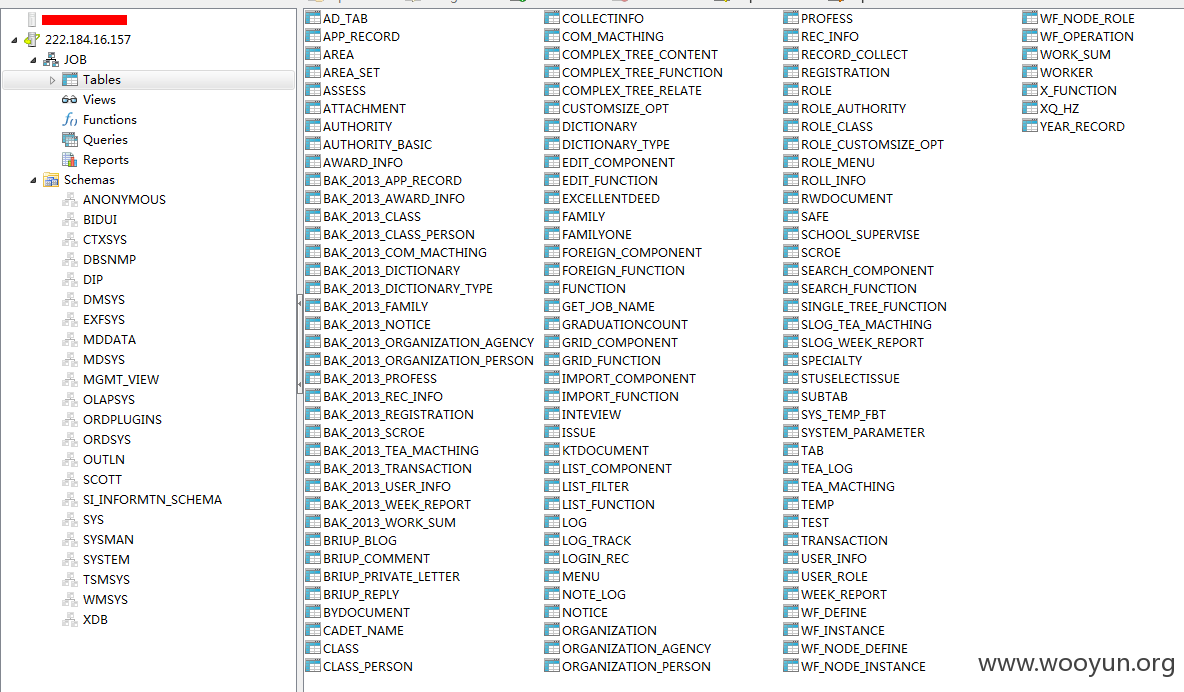 222.184.16.157
JOB
Tables
Views
Functions
Queries
Reports
Schemas
ANONYMOUS
BIDUI
CTXSYS
DBSNMP
DIP
DMSYS
EXFSYS
MDDATA
MDSYS
MGMT_VIEW
OLAPSYS
ORDPLUGINS
ORDSYS
OUTLN
SCOTT
SI_INFORMTN_SCHEMA
SYS
SYSMAN
SYSTEM
TSMSYS
WMSYS
XDB
AD_TAB
APP_RECORD
AREA
AREA_SET
ASSESS
ATTACHMENT
AUTHORITY
AUTHORITY_BASIC
AWARD_INFO
BAK_2013_APP_RECORD
BAK_2013_AWARD_INFO
BAK_2013_CLASS
BAK_2013_CLASS_PERSON
BAK_2013_COM_MACTHING
BAK_2013_DICTIONARY
BAK_2013_DICTIONARY_TYPE
BAK_2013_FAMILY
BAK_2013_NOTICE
BAK_2013_ORGANIZATION_AGENCY
BAK_2013_ORGANIZATION_PERSON
BAK_2013_PROFESS
BAK_2013_REC_INFO
BAK_2013_REGISTRATION
BAK_2013_SCROE
BAK_2013_TEA_MACTHING
BAK_2013_TRANSACTION
BAK_2013_USER_INFO
BAK_2013_WEEK_REPORT
BAK_2013_WORK_SUM
BRIUP_BLOG
BRIUP_COMMENT
BRIUP_PRIVATE_LETTER
BRIUP_REPLY
BYDOCUMENT
CADET_NAME
CLASS
CLASS_PERSON
COLLECTINFO
COM_MACTHING
COMPLEX_TREE_CONTENT
COMPLEX_TREE_FUNCTION
COMPLEX_TREE_RELATE
CUSTOMSIZE_OPT
DICTIONARY
DICTIONARY_TYPE
EDIT_COMPONENT
EDIT_FUNCTION
EXCELLENTDEED
FAMILY
FAMILYONE
FOREIGN_COMPONENT
FOREIGN_FUNCTION
FUNCTION
GET_JOB_NAME
GRADUATIONCOUNT
GRID_COMPONENT
GRID_FUNCTION
IMPORT_COMPONENT
IMPORT_FUNCTION
INTEVIEW
ISSUE
KTDOCUMENT
LIST_COMPONENT
LIST_FILTER
LIST_FUNCTION
LOG
LOG_TRACK
LOGIN_REC
MENU
NOTE_LOG
NOTICE
ORGANIZATION
ORGANIZATION_AGENCY
ORGANIZATION_PERSON
PROFESS
REC_INFO
RECORD_COLLECT
REGISTRATION
ROLE
ROLE_AUTHORITY
ROLE_CLASS
ROLE_CUSTOMSIZE_OPT
ROLE_MENU
ROLL_INFO
RWDOCUMENT
SAFE
SCHOOL_SUPERVISE
SCROE
SEARCH_COMPONENT
SEARCH_FUNCTION
SINGLE_TREE_FUNCTION
SLOG_TEA_MACTHING
SLOG_WEEK_REPORT
SPECIALTY
STUSELECTISSUE
SUBTAB
SYS_TEMP_FBT
SYSTEM_PARAMETER
TAB
TEA_LOG
TEA_MACTHING
TEMP
TEST
TRANSACTION
USER_INFO
USER_ROLE
WEEK_REPORT
WF_DEFINE
WF_INSTANCE
WF_NODE_DEFINE
WF_NODE_INSTANCE
WF_NODE_ROLE
WF_OPERATION
WORK_SUM
WORKER
X_FUNCTION
XQ_HZ
YEAR_RECORD
www.wooyun.org